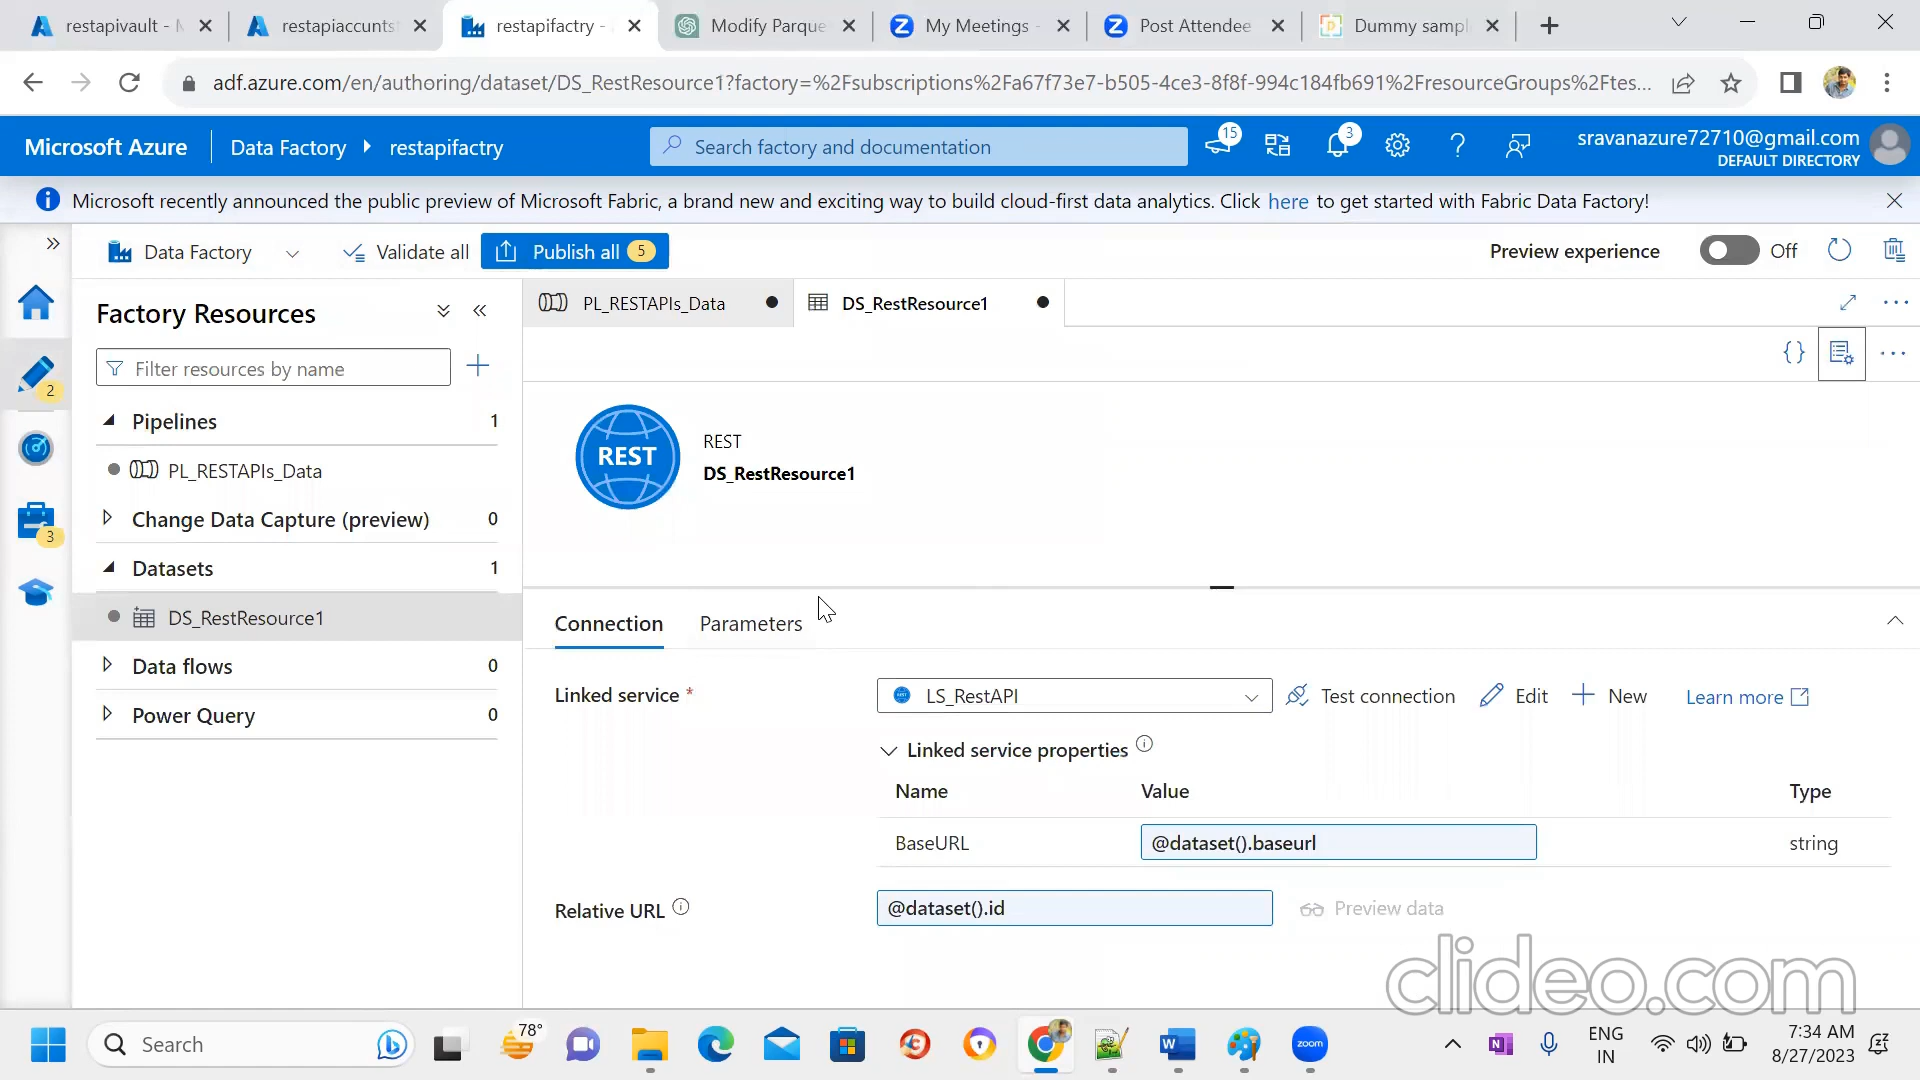 restapivault - M
restapiaccuntst
restapifactry -
Modify Parque
My Meetings -
Post Attendee
Dummy sampl
adf.azure.com/en/authoring/dataset/DS_RestResource1?factory=%2Fsubscriptions%2Fa67f73e7-b505-4ce3-8f8f-994c184fb691%2FresourceGroups%2Ftes...
Microsoft Azure
Data Factory
restapifactry
Search factory and documentation
15
3
sravanazure72710@gmail.com
DEFAULT DIRECTORY
Microsoft recently announced the public preview of Microsoft Fabric, a brand new and exciting way to build cloud-first data analytics. Click here to get started with Fabric Data Factory!
Data Factory
Validate all
Publish all 5
Preview experience
Off
Factory Resources
PL_RESTAPIs_Data
DS_RestResource1
Filter resources by name
2
Pipelines 1
PL_RESTAPIs_Data
REST
REST
DS_RestResource1
Change Data Capture (preview) 0
3
Datasets 1
DS_RestResource1
Data flows 0
Power Query 0
Connection
Parameters
Linked service *
LS_RestAPI
Test connection
Edit
New
Learn more
Linked service properties
Name Value Type
BaseURL @dataset().baseurl string
Relative URL
@dataset().id
Preview data
clideo.com
Search
78°
zoom
ENG
IN
7:34 AM
8/27/2023